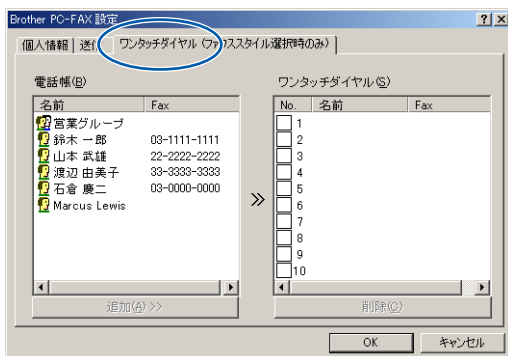 Brother PC-FAX 設定
個人情報 送信 ワンタッチダイヤル (ファクススタイル選択時のみ)
電話帳(B)
名前 Fax
営業グループ
鈴木 一郎 03-1111-1111
山本 武雄 22-2222-2222
渡辺 由美子 33-3333-3333
石倉 慶二 03-0000-0000
Marcus Lewis
追加(A) >>
ワンタッチダイヤル(S)
No. 名前 Fax
1
2
3
4
5
6
7
8
9
10
削除(C)
OK キャンセル